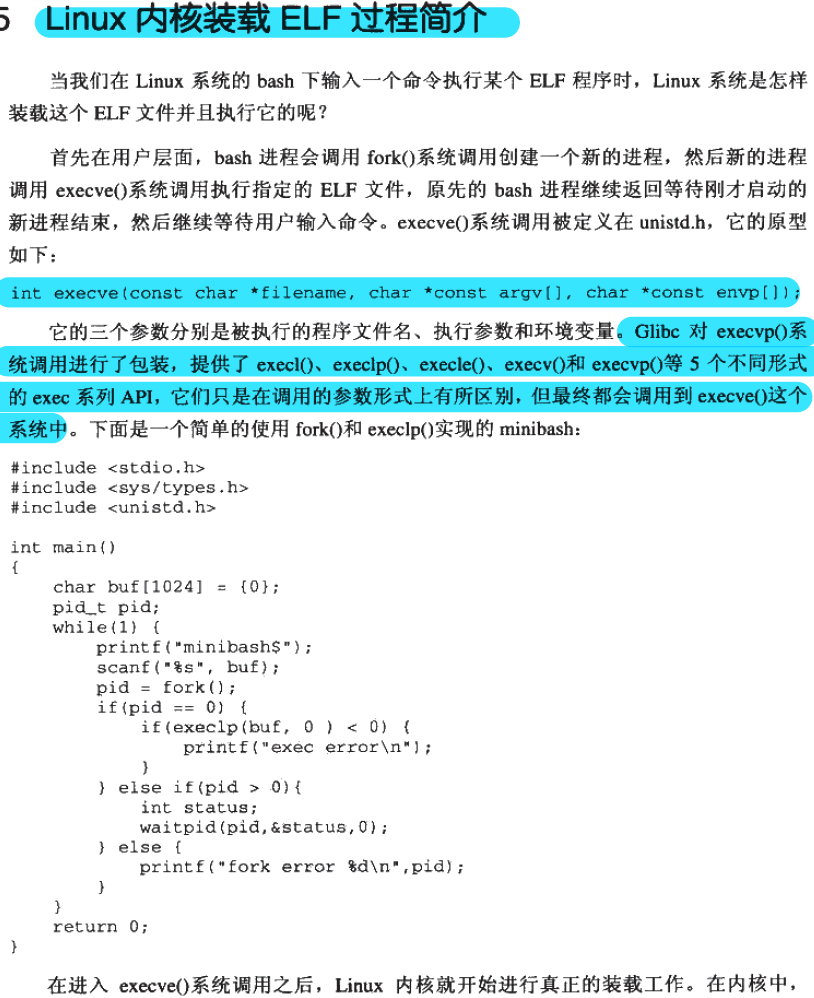 5 Linux 内核装载 ELF 过程简介
当我们在 Linux 系统的 bash 下输入一个命令执行某个 ELF 程序时，Linux 系统是怎样
装载这个 ELF 文件并且执行它的呢？
首先在用户层面，bash 进程会调用 fork()系统调用创建一个新的进程，然后新的进程
调用 execve()系统调用执行指定的 ELF 文件，原先的 bash 进程继续返回等待刚才启动的
新进程结束，然后继续等待用户输入命令。execve()系统调用被定义在 unistd.h，它的原型
如下：
int execve(const char *filename, char *const argv[], char *const envp[]);
它的三个参数分别是被执行的程序文件名、执行参数和环境变量。Glibc 对 execvp()系
统调用进行了包装，提供了 execl()、execlp()、execle()、execv()和 execvp()等 5 个不同形式
的 exec 系列 API，它们只是在调用的参数形式上有所区别，但最终都会调用到 execve()这个
系统中。下面是一个简单的使用 fork()和 execlp()实现的 minibash：
#include <stdio.h>
#include <sys/types.h>
#include <unistd.h>
int main()
{
    char buf[1024] = {0};
    pid_t pid;
    while(1) {
        printf("minibash$");
        scanf("%s", buf);
        pid = fork();
        if(pid == 0) {
            if(execlp(buf, 0 ) < 0) {
                printf("exec error\n");
            }
        } else if(pid > 0){
            int status;
            waitpid(pid,&status,0);
        } else {
            printf("fork error %d\n",pid);
        }
    }
    return 0;
}
在进入 execve()系统调用之后，Linux 内核就开始进行真正的装载工作。在内核中，